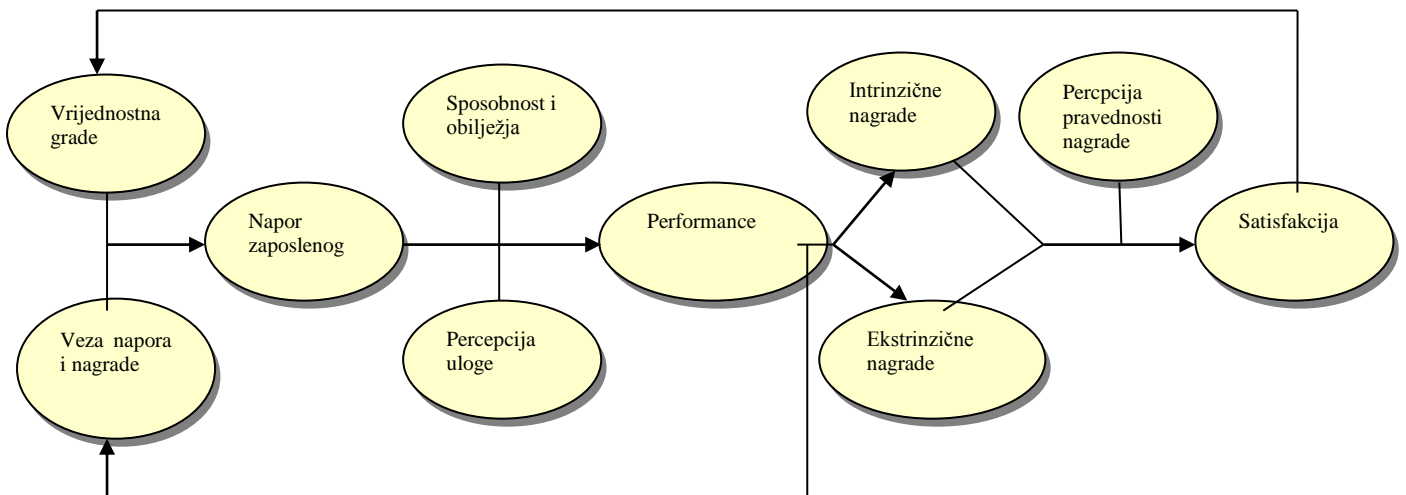 Vrijednostna
grade
Veza napora
i nagrade
Napor
zaposlenog
Sposobnost i
obilježja
Percepcija
uloge
Performance
Intrinzične
nagrade
Ekstrinzične
nagrade
Percpcija
pravednosti
nagrade
Satisfakcija